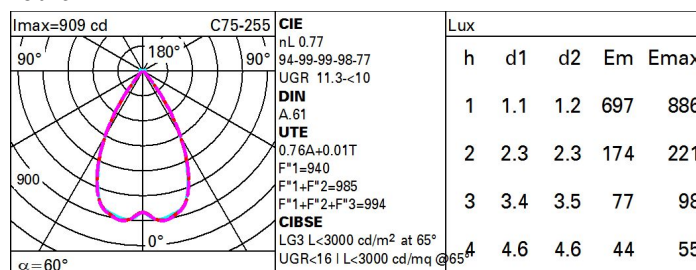 Imax=909 cd C75-255
90° 180° 90°
900
0°
α=60°
CIE
nL 0.77
94-99-99-98-77
UGR 11.3-<10
DIN
A.61
UTE
0.76A+0.01T
F"1=940
F"1+F"2=985
F"1+F"2+F"3=994
CIBSE
LG3 L<3000 cd/m² at 65°
UGR<16 | L<3000 cd/mq @65°
Lux
h d1 d2 Em Emax
1 1.1 1.2 697 886
2 2.3 2.3 174 221
3 3.4 3.5 77 98
4 4.6 4.6 44 55